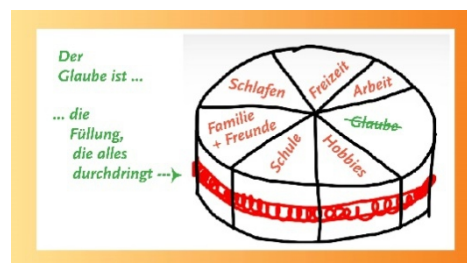 Der
Glaube ist ...
... die
Füllung,
die alles
durchdringt --->
Schlafen
Freizeit
Arbeit
Glaube
Hobbies
Schule
Familie
+ Freunde